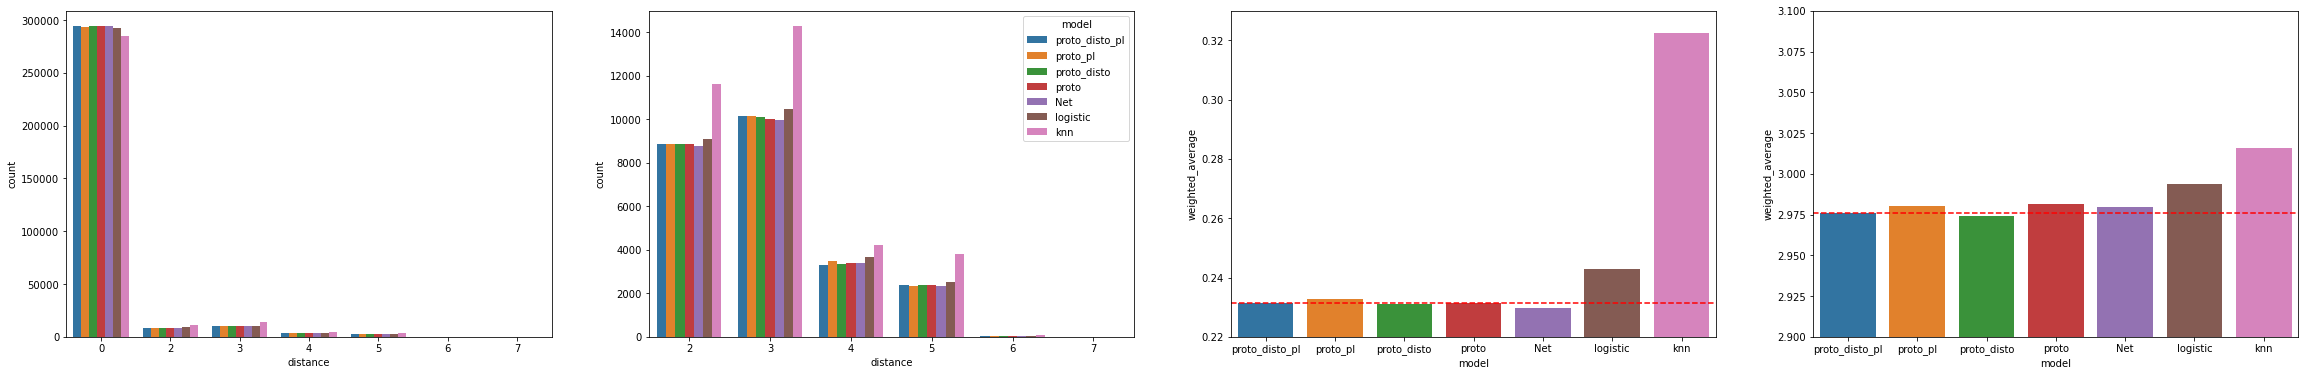 300000
250000
200000
150000
100000
50000
0
count
0 2 3 4 5 6 7
distance
14000
12000
10000
8000
6000
4000
2000
0
count
model
proto_disto_pl
proto_pl
proto_disto
proto
Net
logistic
knn
2 3 4 5 6 7
distance
0.32
0.30
0.28
0.26
0.24
0.22
weighted_average
proto_disto_pl proto_pl proto_disto proto Net logistic knn
model
3.100
3.075
3.050
3.025
3.000
2.975
2.950
2.925
2.900
weighted_average
proto_disto_pl proto_pl proto_disto proto Net logistic knn
model